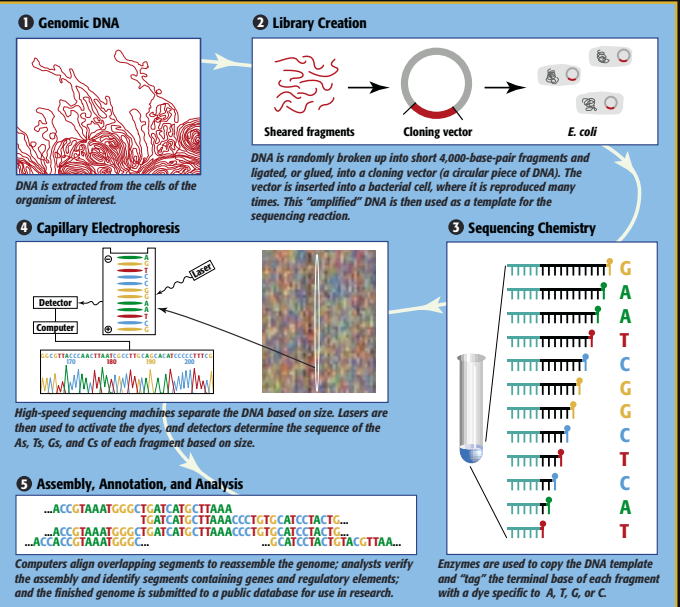 1 Genomic DNA
DNA is extracted from the cells of the
organism of interest.
2 Library Creation
Sheared fragments
Cloning vector
E. coli
DNA is randomly broken up into short 4,000-base-pair fragments and
ligated, or glued, into a cloning vector (a circular piece of DNA). The
vector is inserted into a bacterial cell, where it is reproduced many
times. This “amplified” DNA is then used as a template for the
sequencing reaction.
3 Sequencing Chemistry
G
A
A
T
C
G
G
C
T
C
A
T
Enzymes are used to copy the DNA template
and “tag” the terminal base of each fragment
with a dye specific to A, T, G, or C.
4 Capillary Electrophoresis
A
G
T
C
C
G
G
A
A
T
C
G
Laser
Detector
Computer
GGCGTTACCCAACTTAATCGCCTTGCAGCACATCCCCCTTTCG
170 180 190 200
High-speed sequencing machines separate the DNA based on size. Lasers are
then used to activate the dyes, and detectors determine the sequence of the
As, Ts, Gs, and Cs of each fragment based on size.
5 Assembly, Annotation, and Analysis
...ACCGTAAATGGGCTGATCATGCTTAAA
TGATCATGCTTAAACCCTGTGCATCCTACTG...
...ACCGTAAATGGGCTGATCATGCTTAAACCCTGTGCATCCTACTG...
...ACCACCGTAAATGGGC... ...GCATCCTACTGTACGTTAA...
Computers align overlapping segments to reassemble the genome; analysts verify
the assembly and identify segments containing genes and regulatory elements;
and the finished genome is submitted to a public database for use in research.